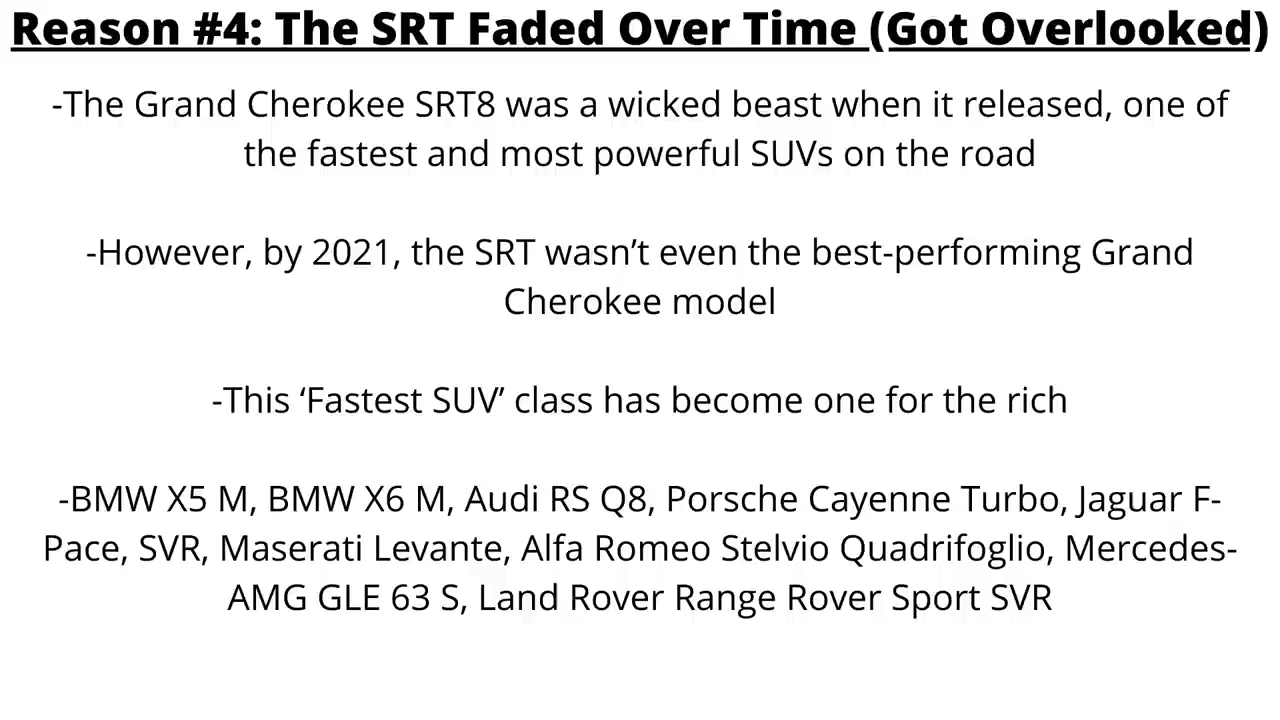 Reason #4: The SRT Faded Over Time (Got Overlooked)
-The Grand Cherokee SRT8 was a wicked beast when it released, one of
the fastest and most powerful SUVs on the road
-However, by 2021, the SRT wasn’t even the best-performing Grand
Cherokee model
-This ‘Fastest SUV’ class has become one for the rich
-BMW X5 M, BMW X6 M, Audi RS Q8, Porsche Cayenne Turbo, Jaguar F-
Pace, SVR, Maserati Levante, Alfa Romeo Stelvio Quadrifoglio, Mercedes-
AMG GLE 63 S, Land Rover Range Rover Sport SVR